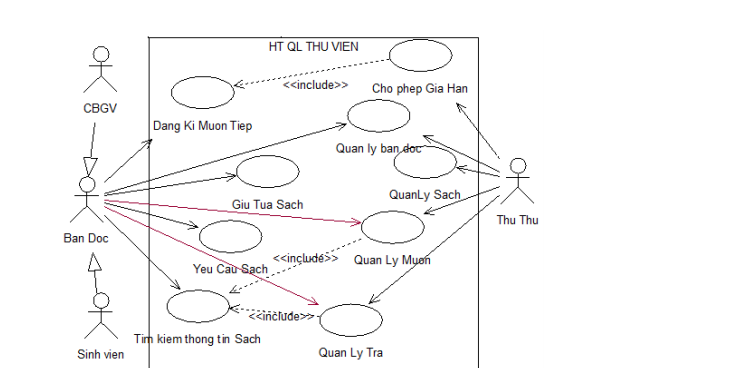 HT QL THU VIEN
<<include>>
Cho phep Gia Han
CBGV
Dang Ki Muon Tiep
Quan ly ban doc
QuanLy Sach
Giu Tua Sach
Thu Thu
Ban Doc
Yeu Cau Sach
<<include>>
Quan Ly Muon
<<include>>
Tim kiem thong tin Sach
Sinh vien
Quan Ly Tra